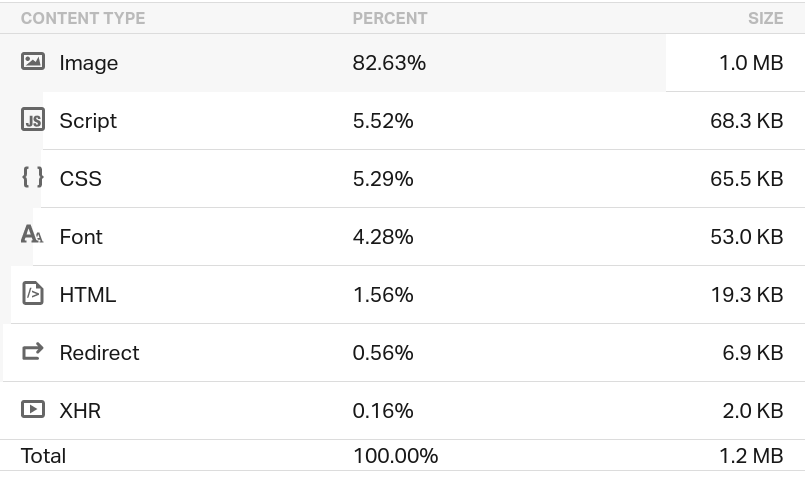 CONTENT TYPE PERCENT SIZE
Image 82.63% 1.0 MB
JS Script 5.52% 68.3 KB
{ } CSS 5.29% 65.5 KB
AA Font 4.28% 53.0 KB
</> HTML 1.56% 19.3 KB
Redirect 0.56% 6.9 KB
XHR 0.16% 2.0 KB
Total 100.00% 1.2 MB